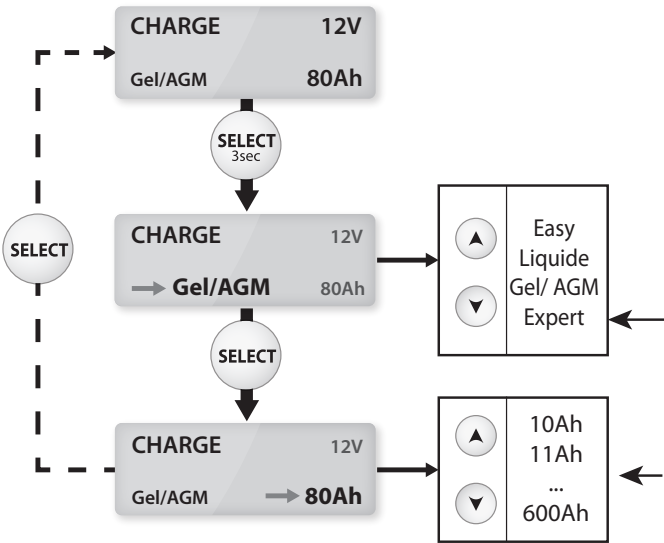 CHARGE 12V
Gel/AGM 80Ah
SELECT
3sec
CHARGE 12V
Gel/AGM 80Ah
Easy
Liquide
Gel/ AGM
Expert
SELECT
SELECT
CHARGE 12V
Gel/AGM 80Ah
10Ah
11Ah
...
600Ah